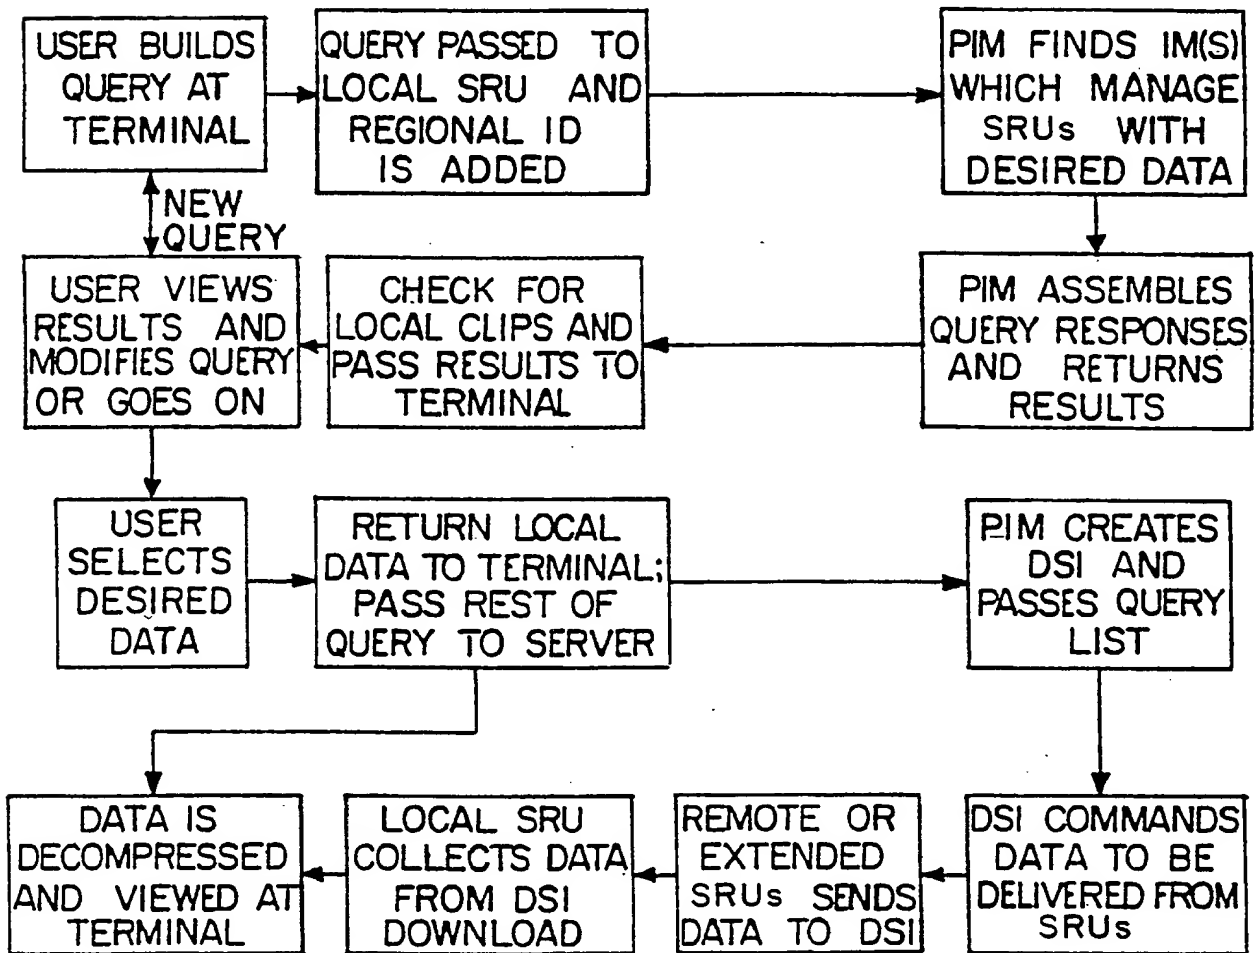 USER BUILDS
QUERY AT
TERMINAL
QUERY PASSED TO
LOCAL SRU AND
REGIONAL ID
IS ADDED
PIM FINDS IM(S)
WHICH MANAGE
SRUs WITH
DESIRED DATA
NEW
QUERY
USER VIEWS
RESULTS AND
MODIFIES QUERY
OR GOES ON
CHECK FOR
LOCAL CLIPS AND
PASS RESULTS TO
TERMINAL
PIM ASSEMBLES
QUERY RESPONSES
AND RETURNS
RESULTS
USER
SELECTS
DESIRED
DATA
RETURN LOCAL
DATA TO TERMINAL;
PASS REST OF
QUERY TO SERVER
PIM CREATES
DSI AND
PASSES QUERY
LIST
DATA IS
DECOMPRESSED
AND VIEWED AT
TERMINAL
LOCAL SRU
COLLECTS DATA
FROM DSI
DOWNLOAD
REMOTE OR
EXTENDED
SRUs SENDS
DATA TO DSI
DSI COMMANDS
DATA TO BE
DELIVERED FROM
SRUs